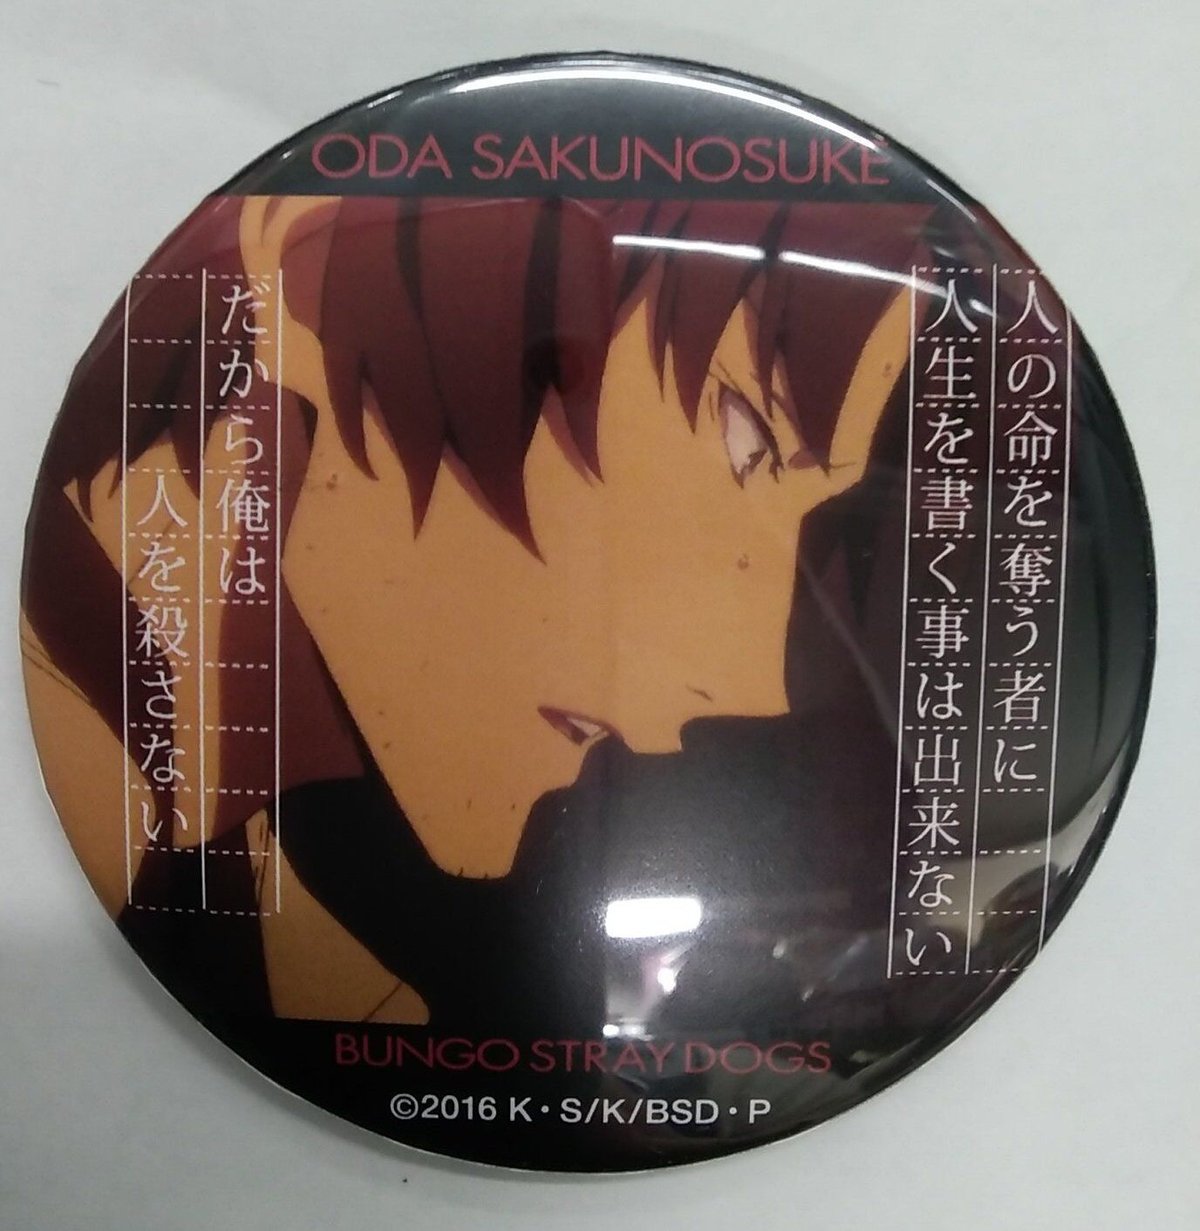 ODA SAKUNOSUKE
人の命を奪う者に
人生を書く事は出来ない
だから俺は
人を殺さない
BUNGO STRAY DOGS
©2016 K・S/K/BSD・P